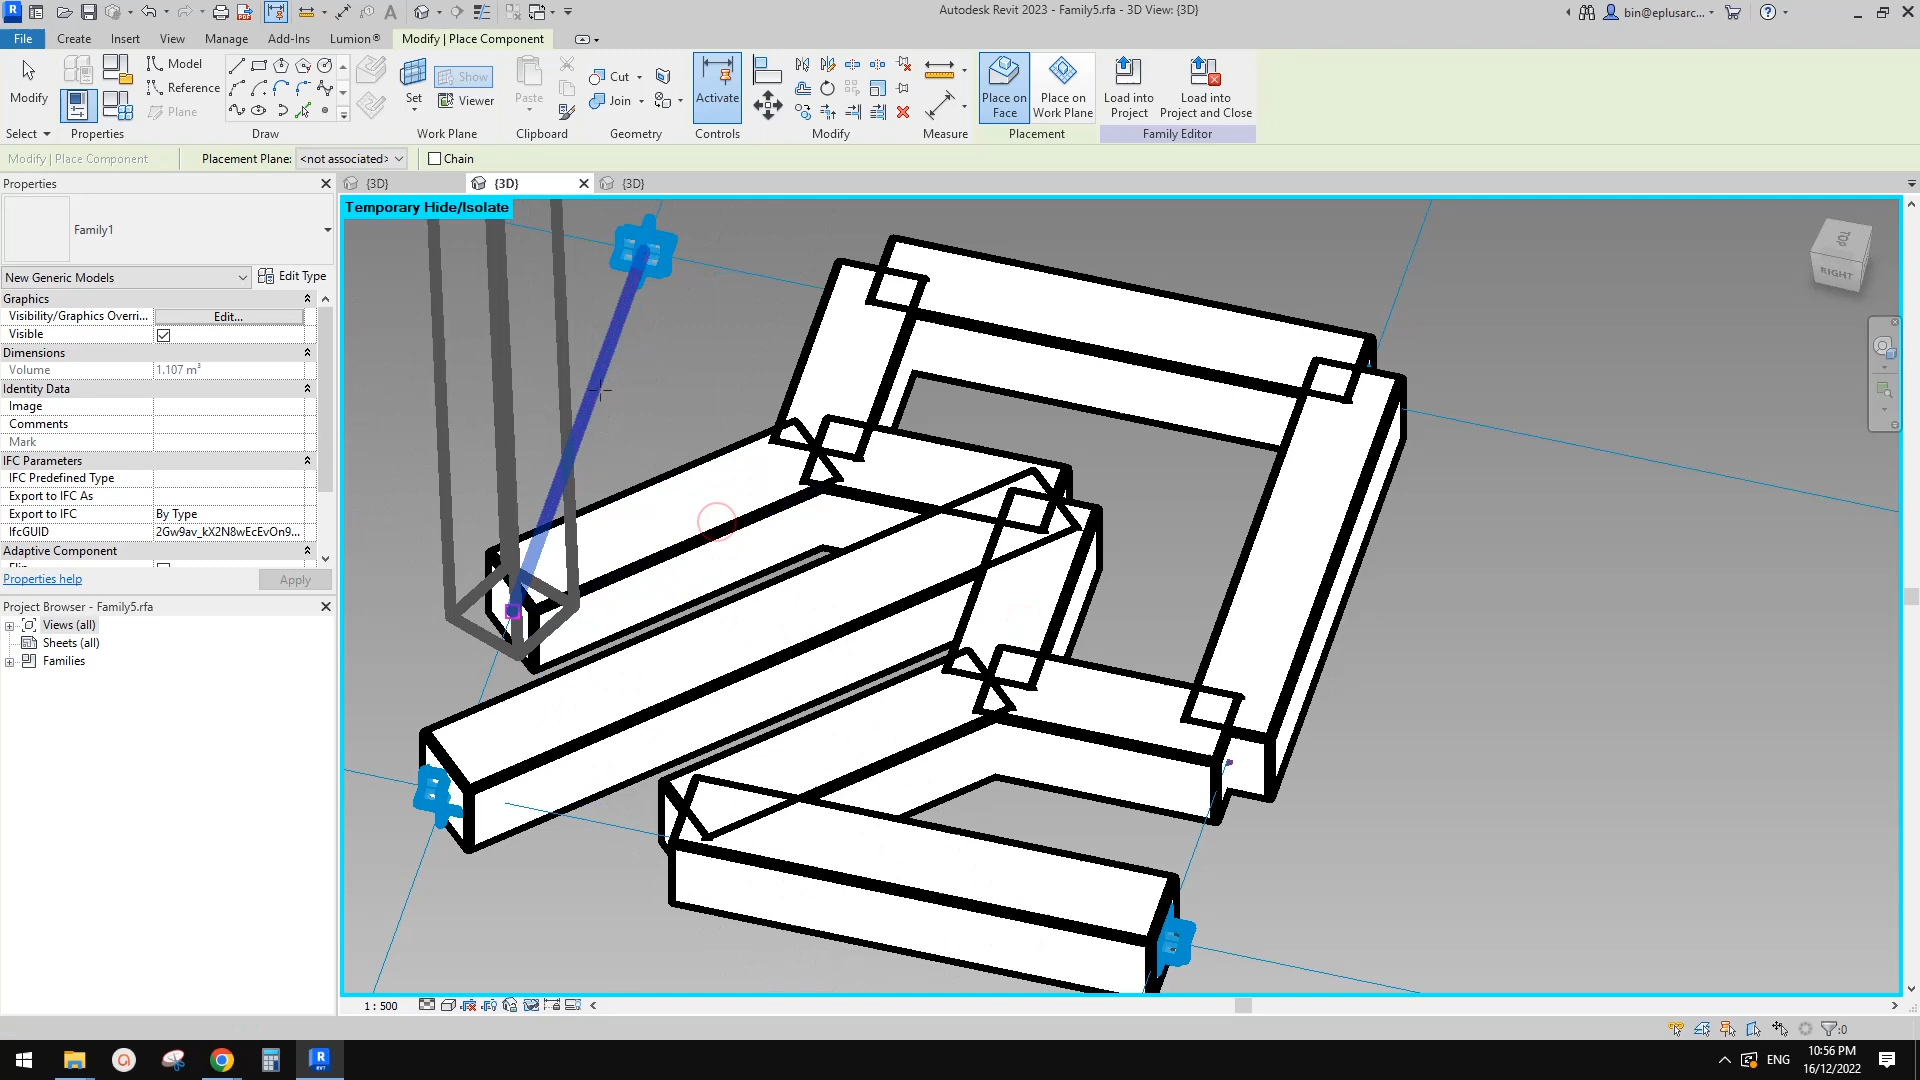 Autodesk Revit 2023 - Family5.rfa - 3D View: {3D}
bin@eplusarc...
File
Create
Insert
View
Manage
Add-Ins
Lumion®
Modify | Place Component
Modify
Select
Properties
Model
Reference
Plane
Draw
Set
Show
Viewer
Work Plane
Paste
Clipboard
Cut
Join
Geometry
Activate
Controls
Modify
Measure
Place on
Face
Place on
Work Plane
Placement
Load into
Project
Load into
Project and Close
Family Editor
Modify | Place Component
Placement Plane:
<not associated>
Chain
Properties
{3D}
{3D}
{3D}
Temporary Hide/Isolate
Family1
New Generic Models
Edit Type
Graphics
Visibility/Graphics Overri...
Edit...
Visible
Dimensions
Volume
1.107 m³
Identity Data
Image
Comments
Mark
IFC Parameters
IFC Predefined Type
Export to IFC As
Export to IFC
By Type
IfcGUID
2Gw9av_kX2N8wEcEvOn9...
Adaptive Component
Properties help
Apply
Project Browser - Family5.rfa
Views (all)
Sheets (all)
Families
TOP
RIGHT
1 : 500
:0
ENG
10:56 PM
16/12/2022